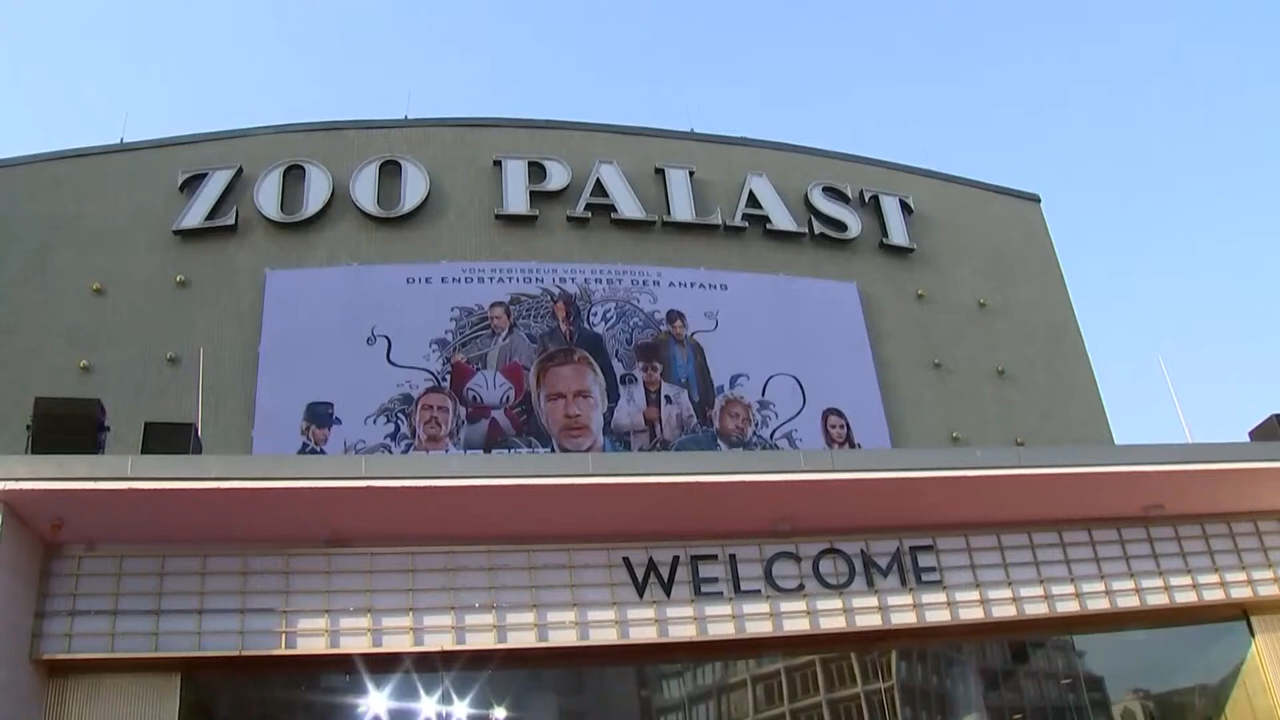 ZOO PALAST
VOM REGISSEUR VON DEADPOOL 2
DIE ENDSTATION IST ERST DER ANFANG
WELCOME